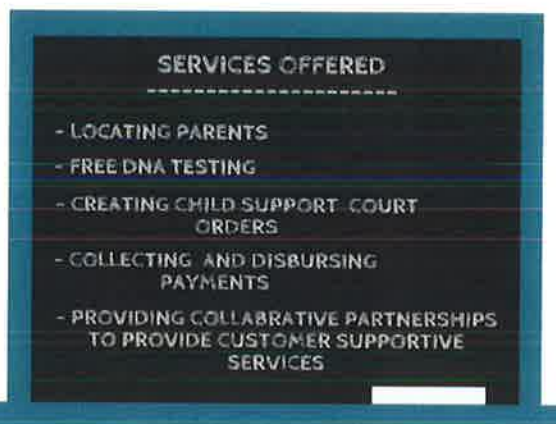 SERVICES OFFERED
----------------------
- LOCATING PARENTS
- FREE DNA TESTING
- CREATING CHILD SUPPORT COURT
ORDERS
- COLLECTING AND DISBURSING
PAYMENTS
- PROVIDING COLLABRATIVE PARTNERSHIPS
TO PROVIDE CUSTOMER SUPPORTIVE
SERVICES